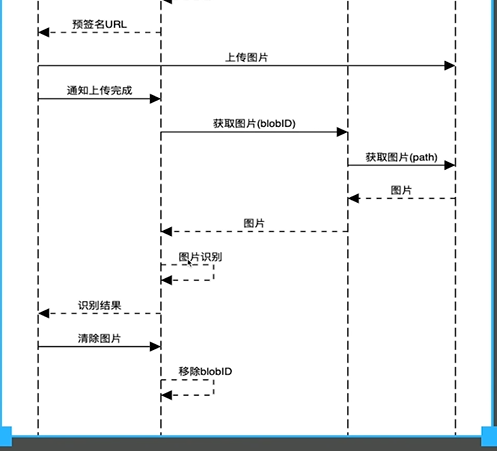 预签名URL
上传图片
通知上传完成
获取图片(blobID)
获取图片(path)
图片
图片
图片识别
识别结果
清除图片
移除blobID